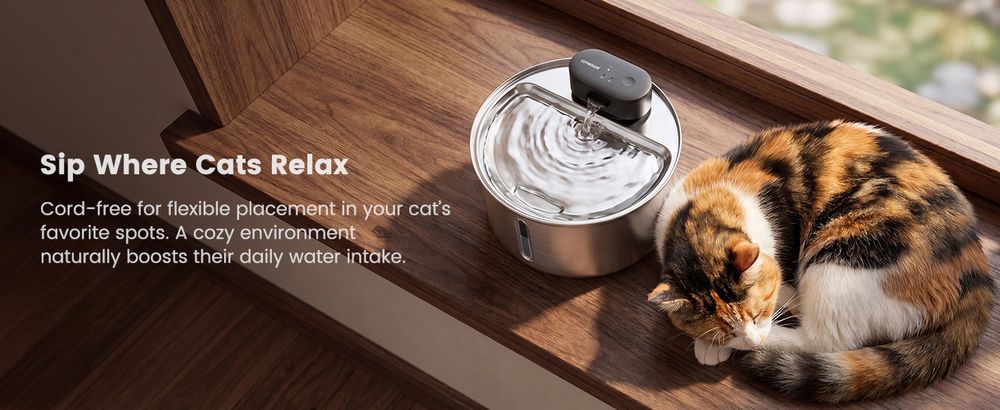 Sip Where Cats Relax
Cord-free for flexible placement in your cat's
favorite spots. A cozy environment
naturally boosts their daily water intake.